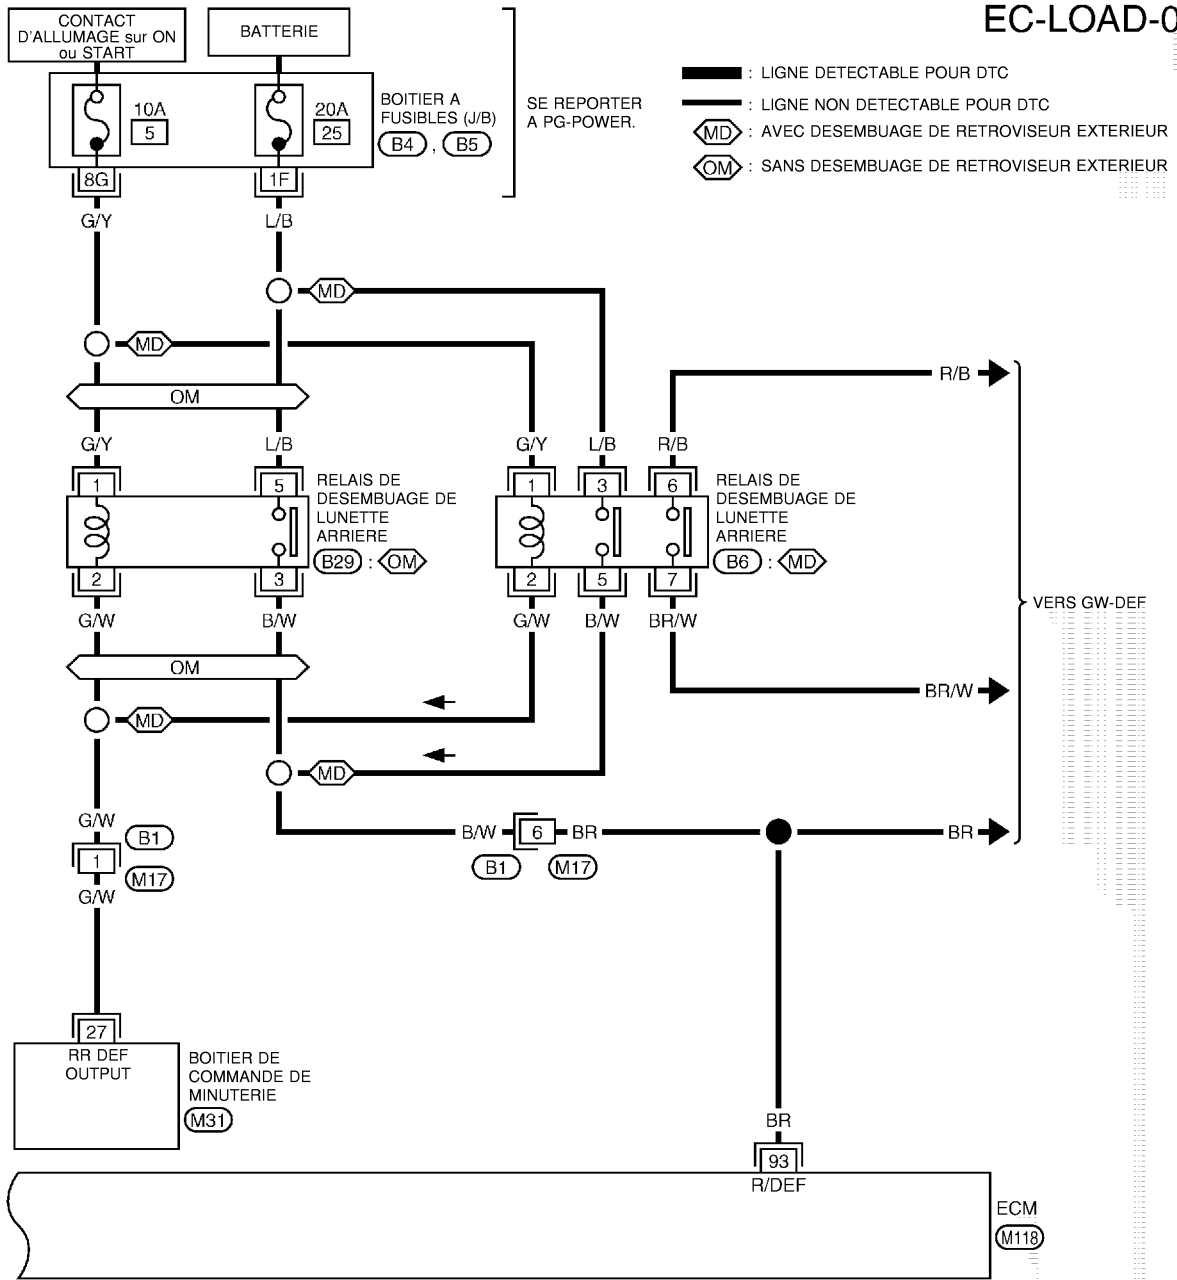 EC-LOAD-0
CONTACT
D'ALLUMAGE sur ON
ou START
BATTERIE
10A
5
20A
25
BOITIER A
FUSIBLES (J/B)
B4 , B5
SE REPORTER
A PG-POWER.
: LIGNE DETECTABLE POUR DTC
: LIGNE NON DETECTABLE POUR DTC
MD : AVEC DESEMBUAGE DE RETROVISEUR EXTERIEUR
OM : SANS DESEMBUAGE DE RETROVISEUR EXTERIEUR
8G
1F
G/Y
L/B
MD
MD
OM
R/B
G/Y
L/B
G/Y
L/B
R/B
1
5
RELAIS DE
DESEMBUAGE DE
LUNETTE
ARRIERE
B29 : OM
1
3
6
RELAIS DE
DESEMBUAGE DE
LUNETTE
ARRIERE
B6 : MD
2
3
2
5
7
G/W
B/W
G/W
B/W
BR/W
VERS GW-DEF
OM
BR/W
MD
MD
G/W
B1
1
M17
G/W
B/W
6
BR
B1
M17
BR
27
RR DEF
OUTPUT
BOITIER DE
COMMANDE DE
MINUTERIE
M31
BR
93
R/DEF
ECM
M118